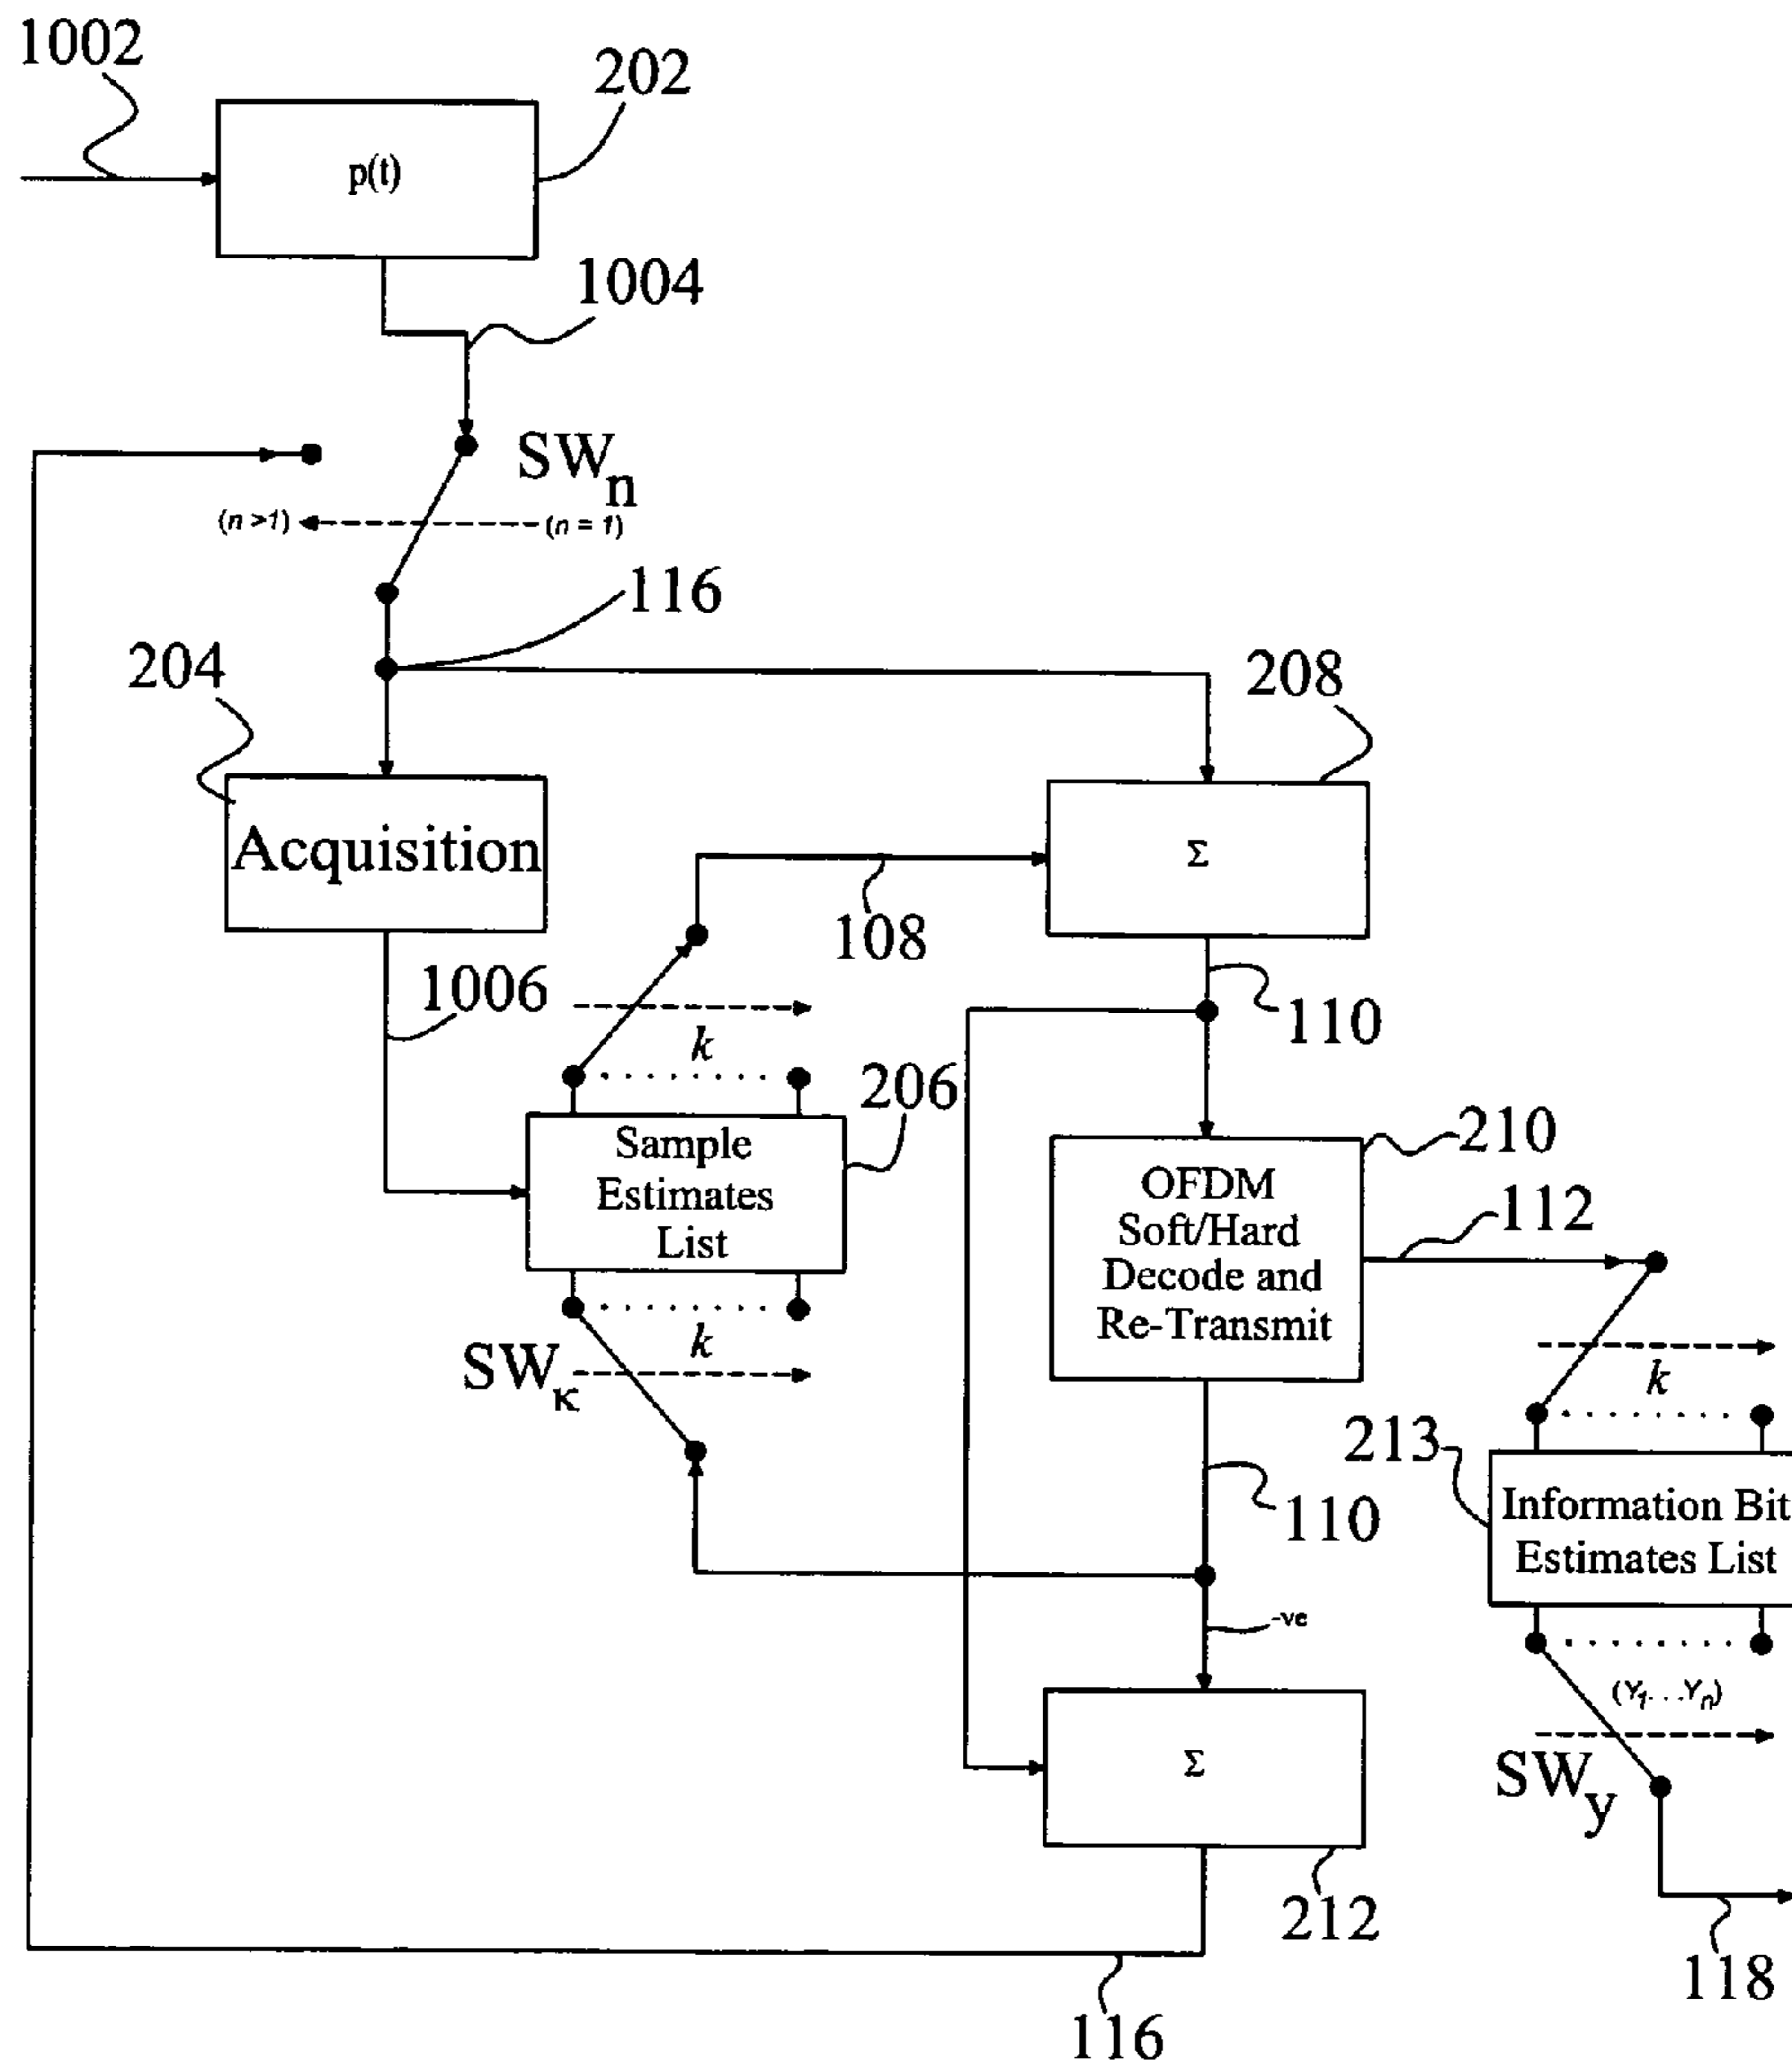 1002
202
p(t)
1004
SWn
(n >1)
(n = 1)
116
204
208
Acquisition
Σ
108
1006
110
k
206
Sample
Estimates
List
210
OFDM
Soft/Hard
Decode and
Re-Transmit
112
k
SWκ
k
213
110
Information Bit
Estimates List
-ve
(Y1. . .Yn)
Σ
SWy
212
118
116